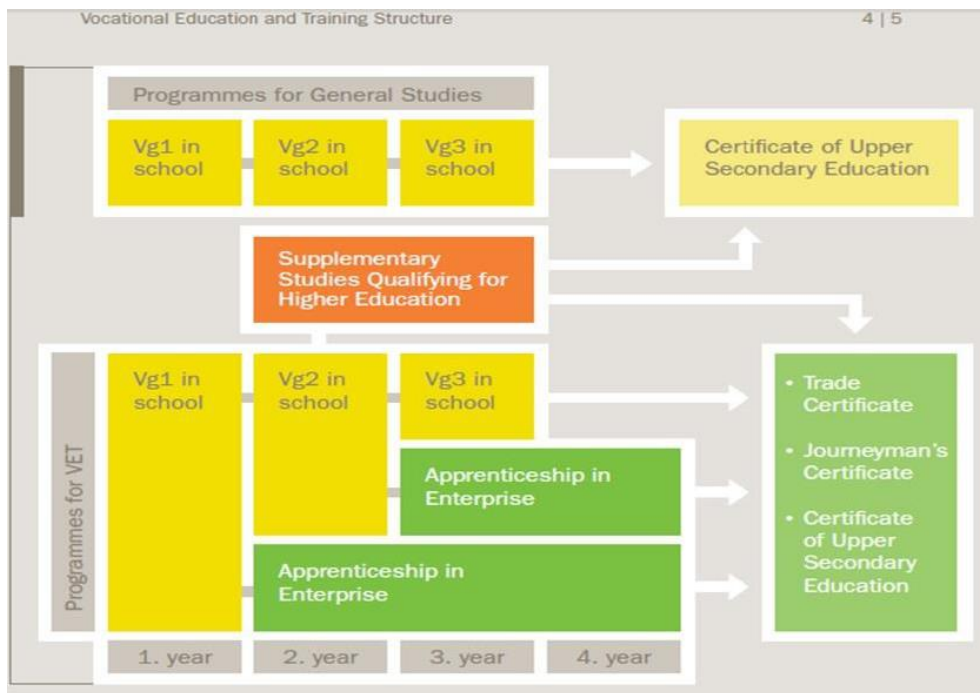 Vocational Education and Training Structure
4 | 5
Programmes for General Studies
Vg1 in
school
Vg2 in
school
Vg3 in
school
Certificate of Upper
Secondary Education
Supplementary
Studies Qualifying for
Higher Education
Programmes for VET
Vg1 in
school
Vg2 in
school
Vg3 in
school
Apprenticeship in
Enterprise
Apprenticeship in
Enterprise
• Trade
Certificate
• Journeyman's
Certificate
• Certificate
of Upper
Secondary
Education
1. year
2. year
3. year
4. year